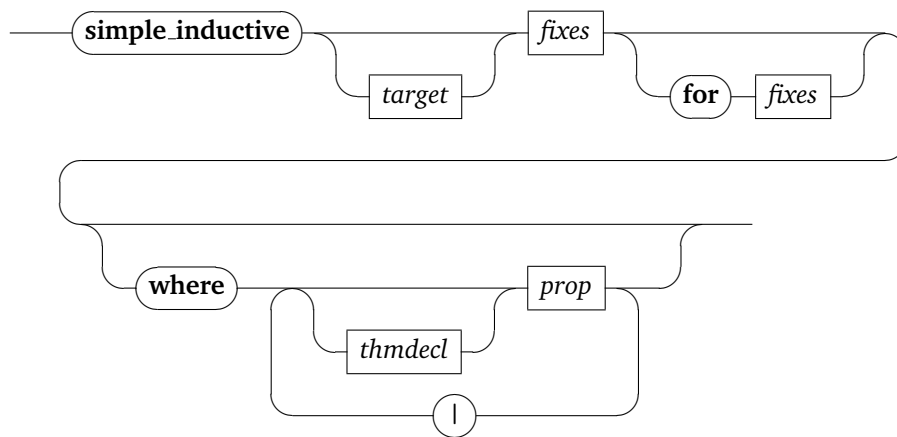 simple_inductive fixes
target for fixes
where prop
thmdecl
|